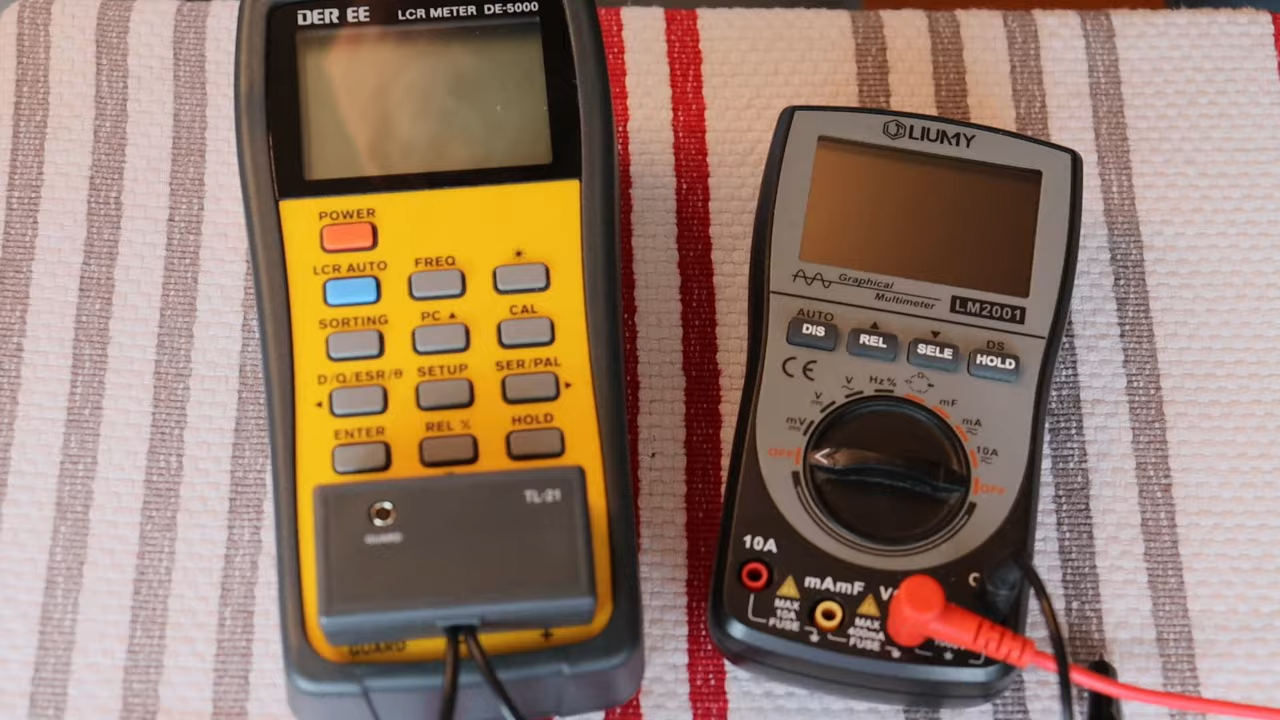 DER EE LCR METER DE-5000
POWER
LCR AUTO FREQ
SORTING PC ▲ CAL
D/Q/ESR/θ SETUP SER/PAL
ENTER REL % HOLD
TL-21
GUARD
GUARD +
LIUMY
Graphical
Multimeter
LM2001
AUTO ▲ ▼ DS
DIS REL SELE HOLD
CE
mV V V Hz% mF mA 10A
OFF OFF
10A
mAmF
V
C
MAX
10A
FUSE
MAX
400mA
FUSE